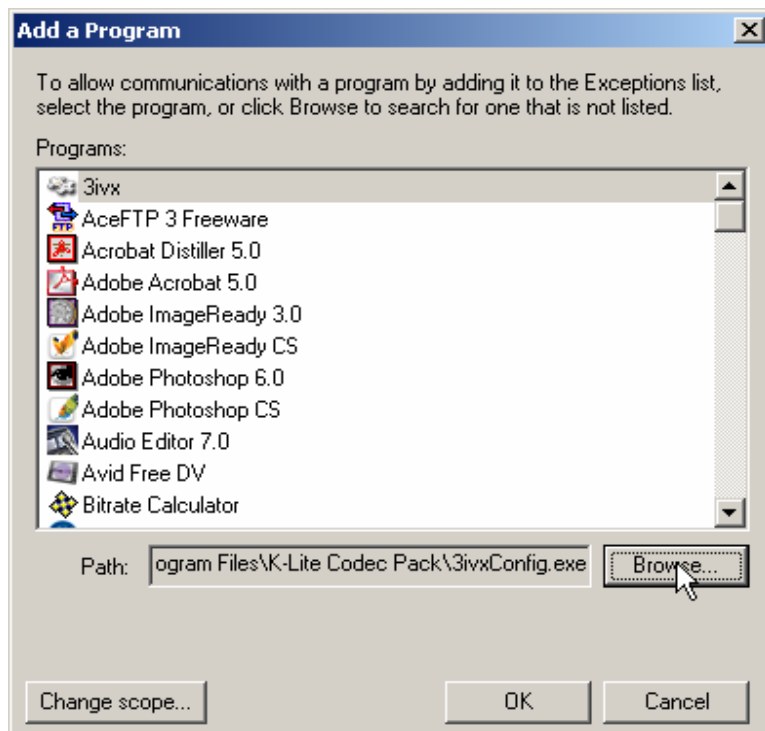 Add a Program
To allow communications with a program by adding it to the Exceptions list,
select the program, or click Browse to search for one that is not listed.
Programs:
3ivx
FTP
AceFTP 3 Freeware
Acrobat Distiller 5.0
Adobe Acrobat 5.0
Adobe ImageReady 3.0
Adobe ImageReady CS
Adobe Photoshop 6.0
Adobe Photoshop CS
Audio Editor 7.0
Avid Free DV
Bitrate Calculator
Path: ogram Files\K-Lite Codec Pack\3ivxConfig.exe Browse...
Change scope... OK Cancel